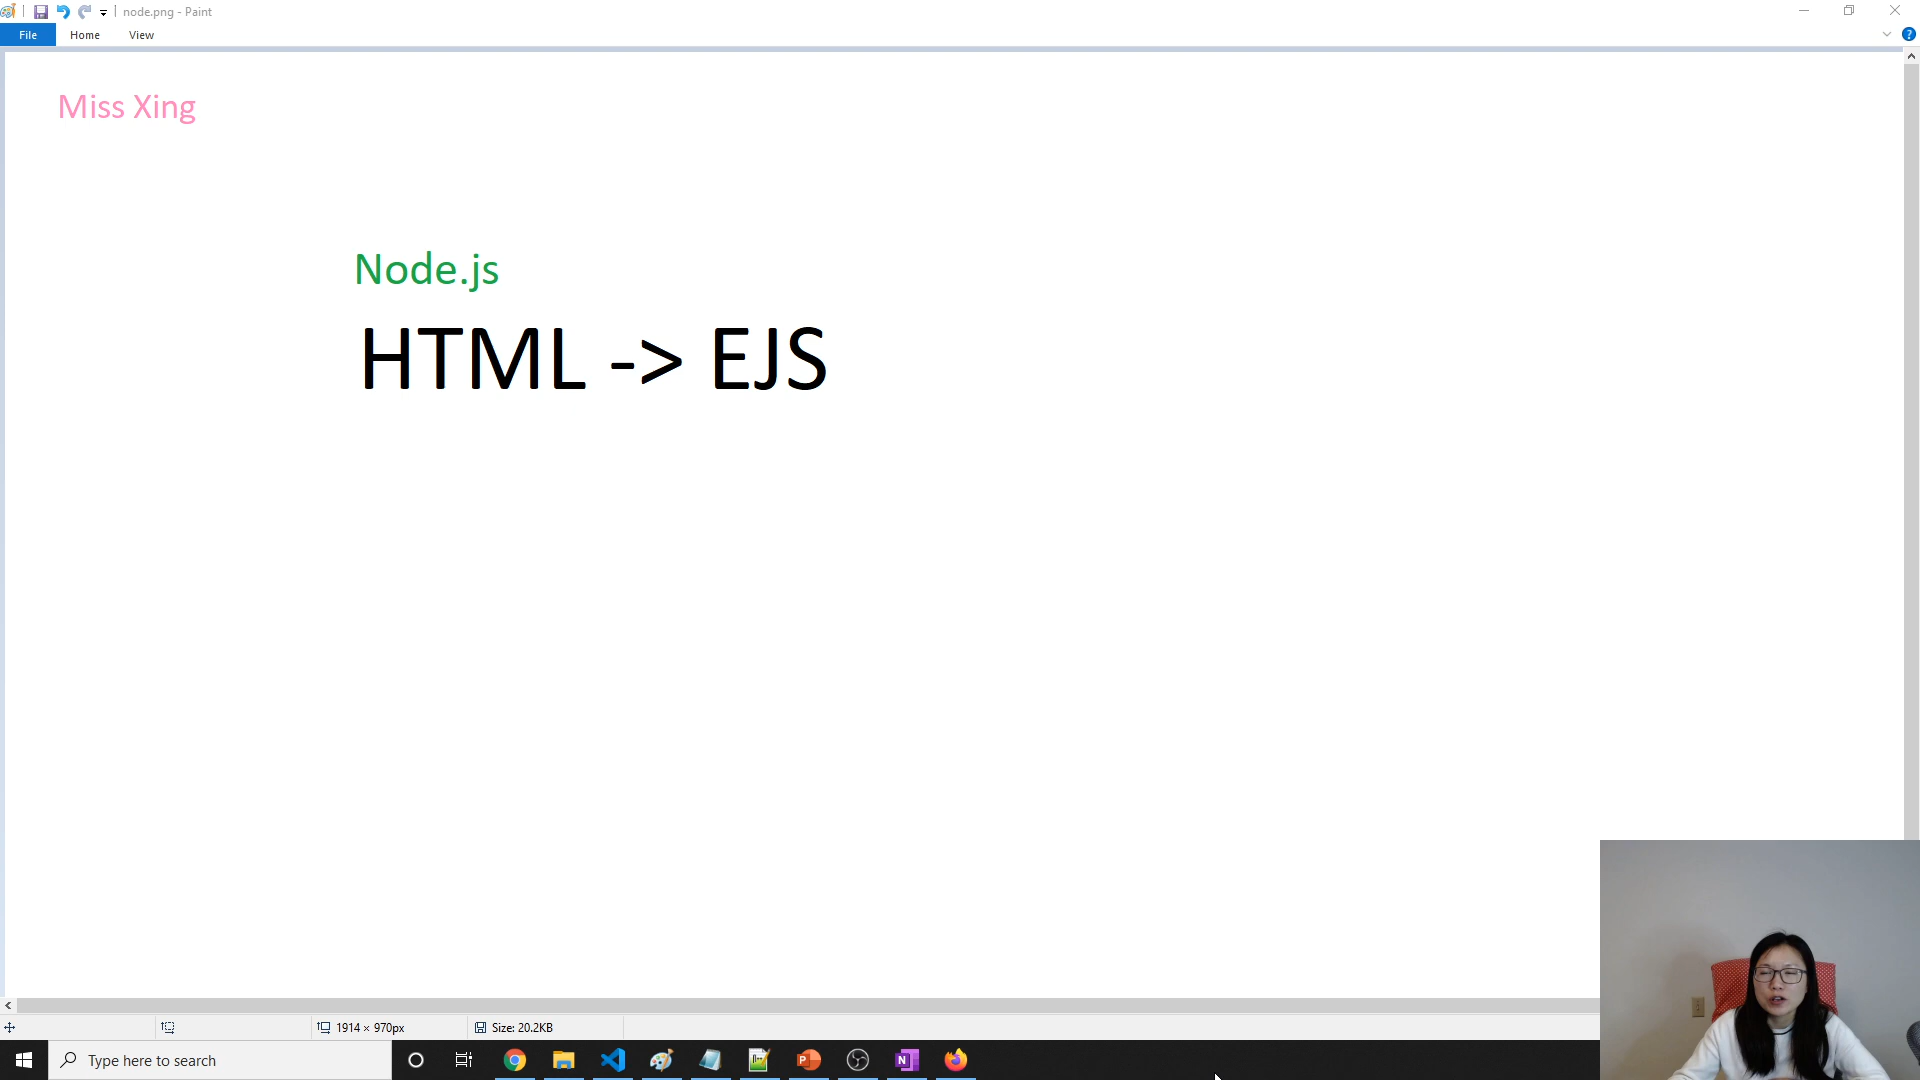 node.png - Paint
File Home View
Miss Xing
Node.js
HTML -> EJS
1914 × 970px Size: 20.2KB
Type here to search